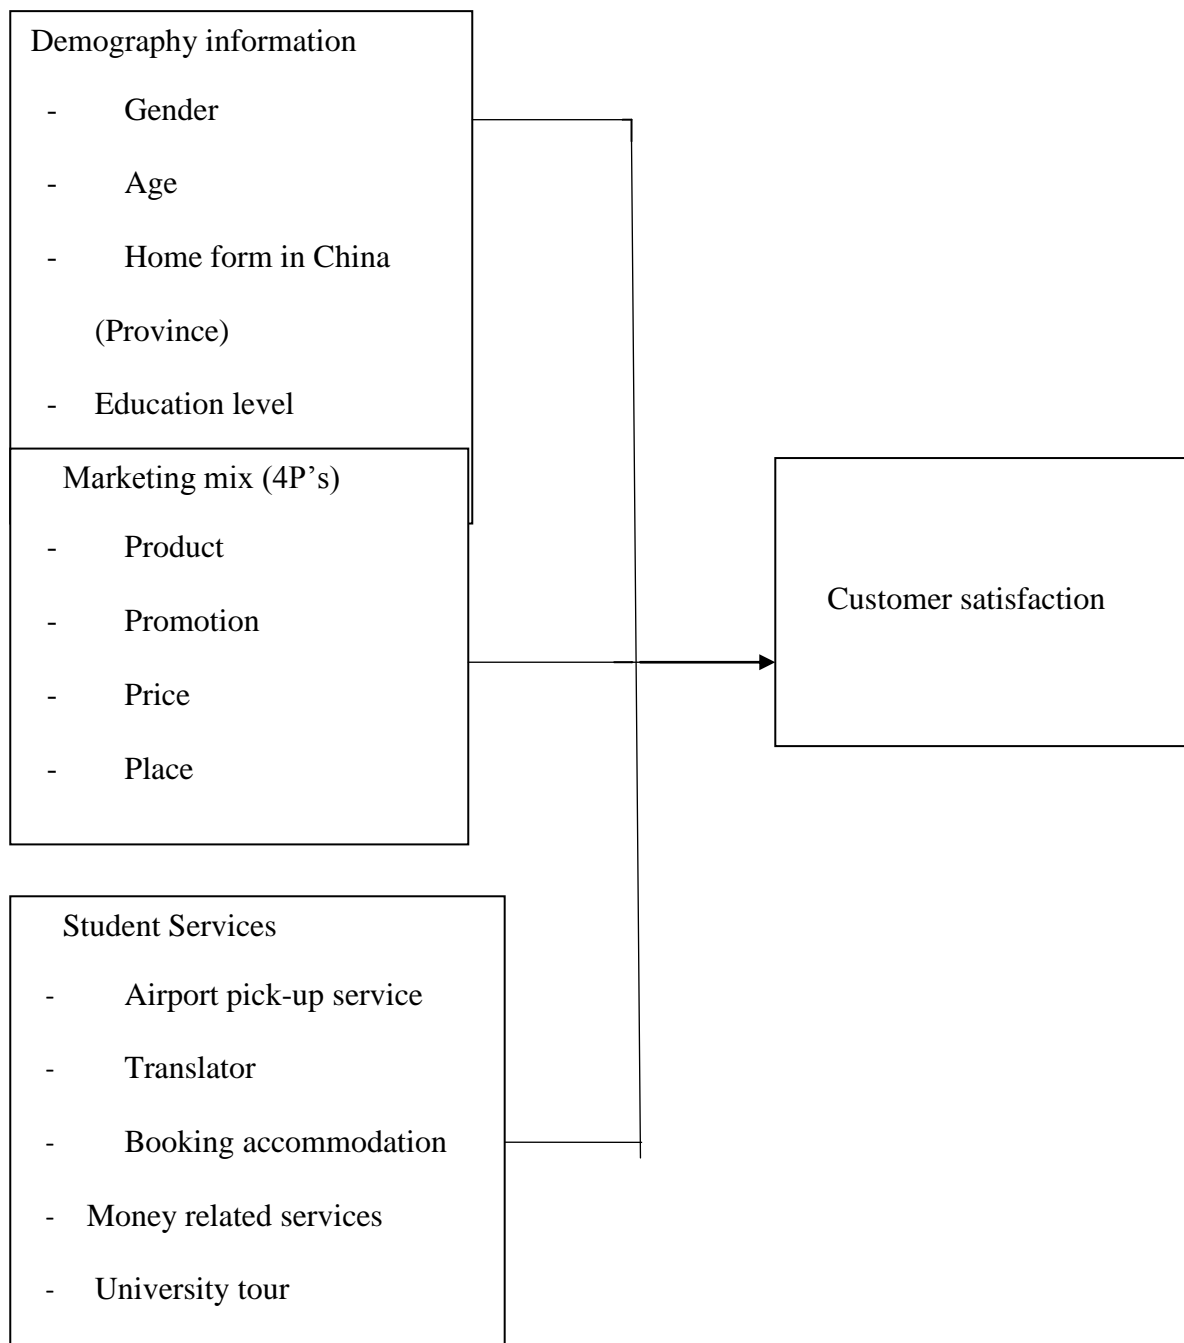 Demography information
- Gender
- Age
- Home form in China
(Province)
- Education level
Marketing mix (4P’s)
- Product
- Promotion
- Price
- Place
Customer satisfaction
Student Services
- Airport pick-up service
- Translator
- Booking accommodation
- Money related services
- University tour